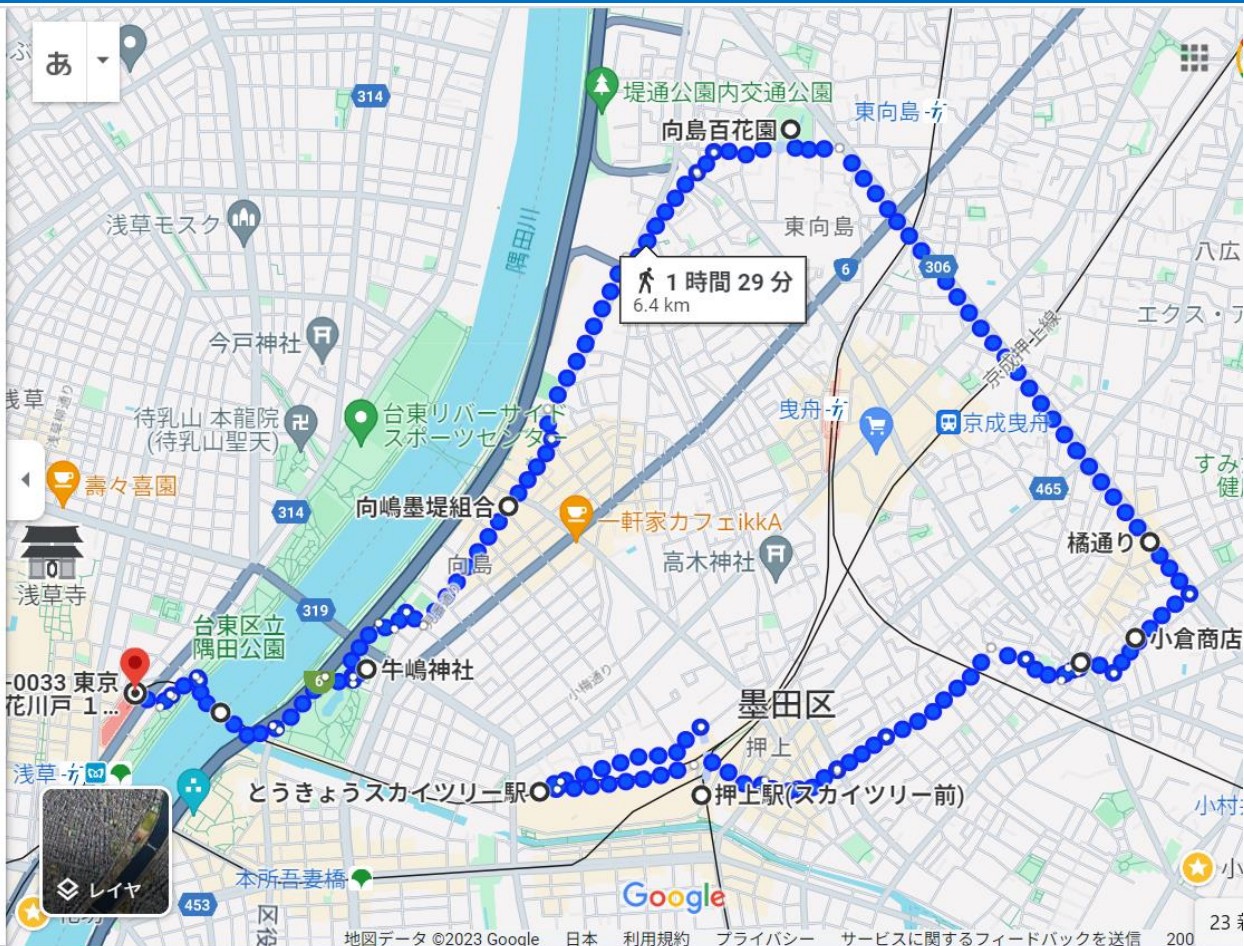 あ
314
堤通公園内交通公園
向島百花園
東向島
浅草モスク
隅田川
東向島
6
306
八広
1 時間 29 分
6.4 km
エクス・ア
今戸神社
京成押上線
浅草
待乳山 本龍院
(待乳山聖天)
台東リバーサイド
スポーツセンター
曳舟
京成曳舟
壽々喜園
314
向嶋墨堤組合
一軒家カフェikkA
465
橘通り
高木神社
向島
浅草寺
319
台東区立
隅田公園
小倉商店
牛嶋神社
6
-0033 東京
花川戸 1...
小梅通り
墨田区
押上
浅草
とうきょうスカイツリー駅
押上駅(スカイツリー前)
レイヤ
本所吾妻橋
453
区役
Google
地図データ ©2023 Google
日本
利用規約
プライバシー
サービスに関するフィードバックを送信
200
23